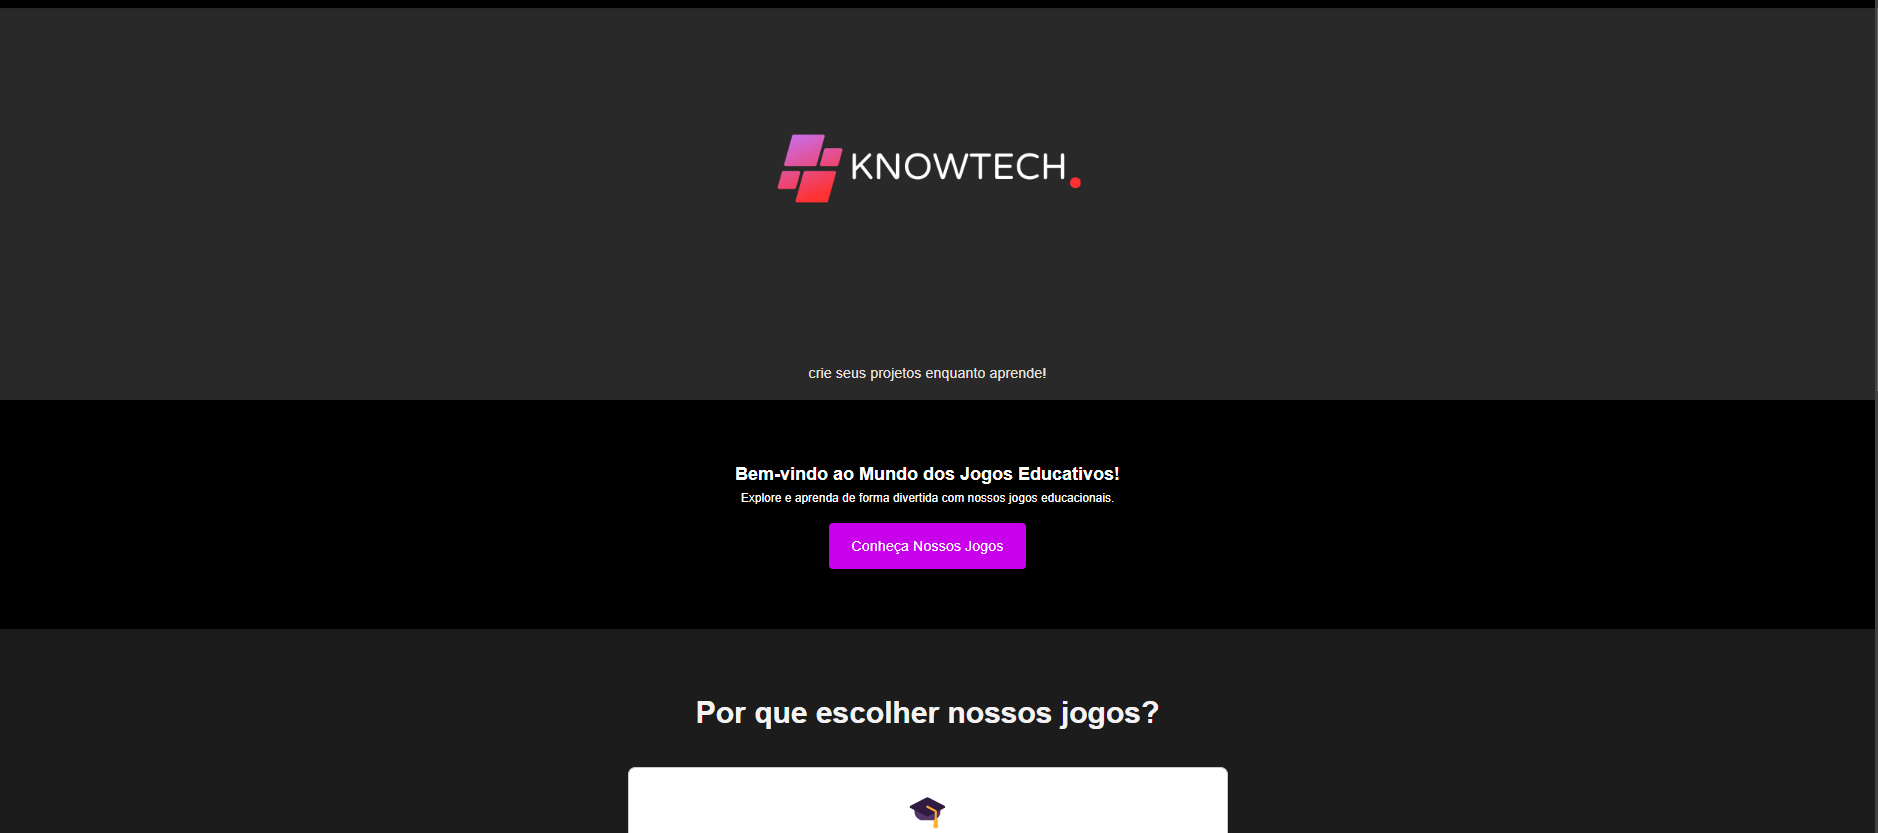 KNOWTECH.
crie seus projetos enquanto aprende!
Bem-vindo ao Mundo dos Jogos Educativos!
Explore e aprenda de forma divertida com nossos jogos educacionais.
Conheça Nossos Jogos
Por que escolher nossos jogos?